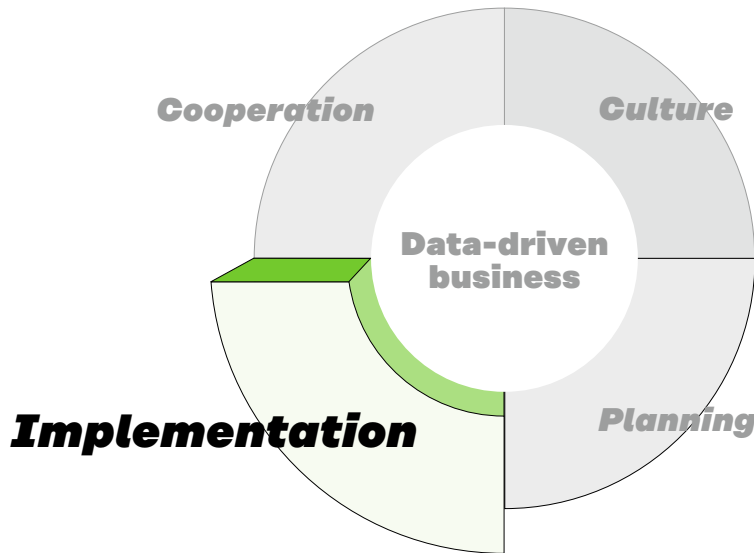 Cooperation
Culture
Data-driven
business
Implementation
Planning